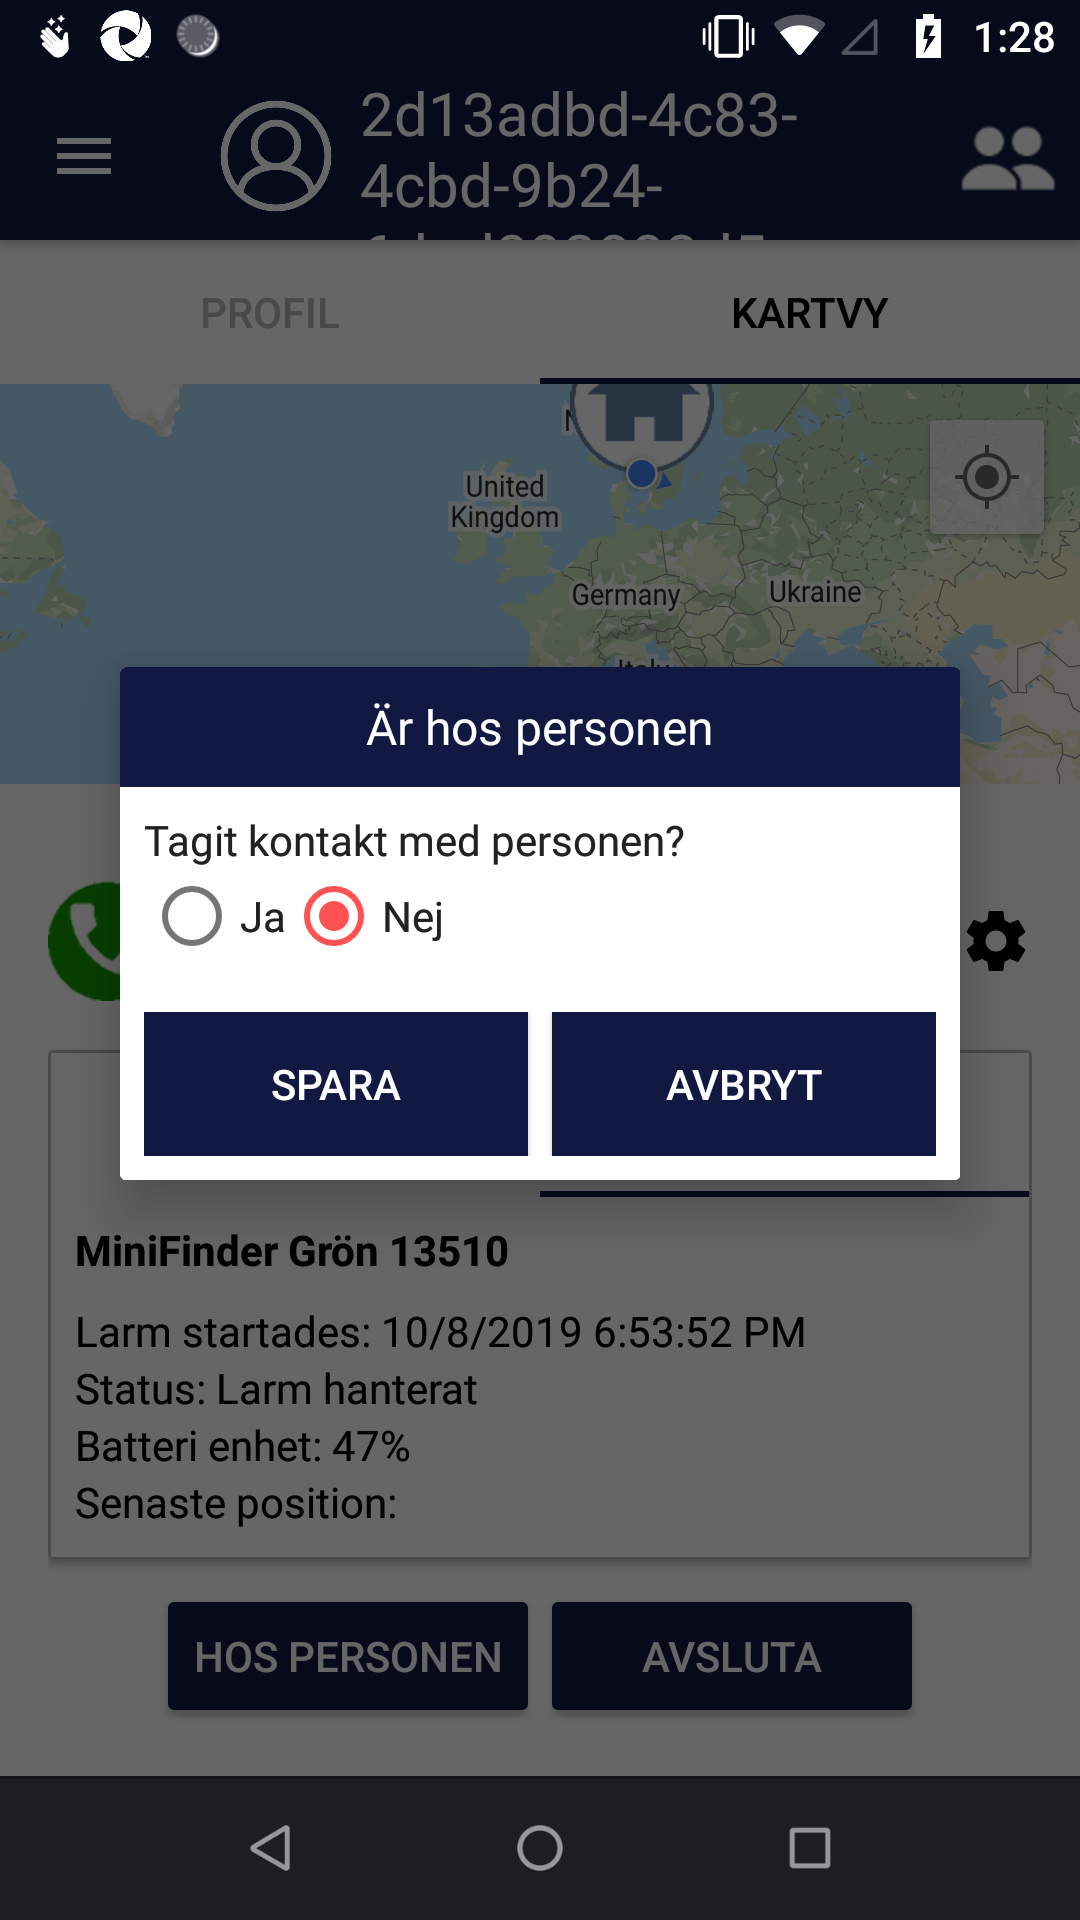 1:28
2d13adbd-4c83-
4cbd-9b24-
PROFIL
KARTVY
United
Kingdom
Germany
Ukraine
Är hos personen
Tagit kontakt med personen?
Ja
Nej
SPARA
AVBRYT
MiniFinder Grön 13510
Larm startades: 10/8/2019 6:53:52 PM
Status: Larm hanterat
Batteri enhet: 47%
Senaste position:
HOS PERSONEN
AVSLUTA